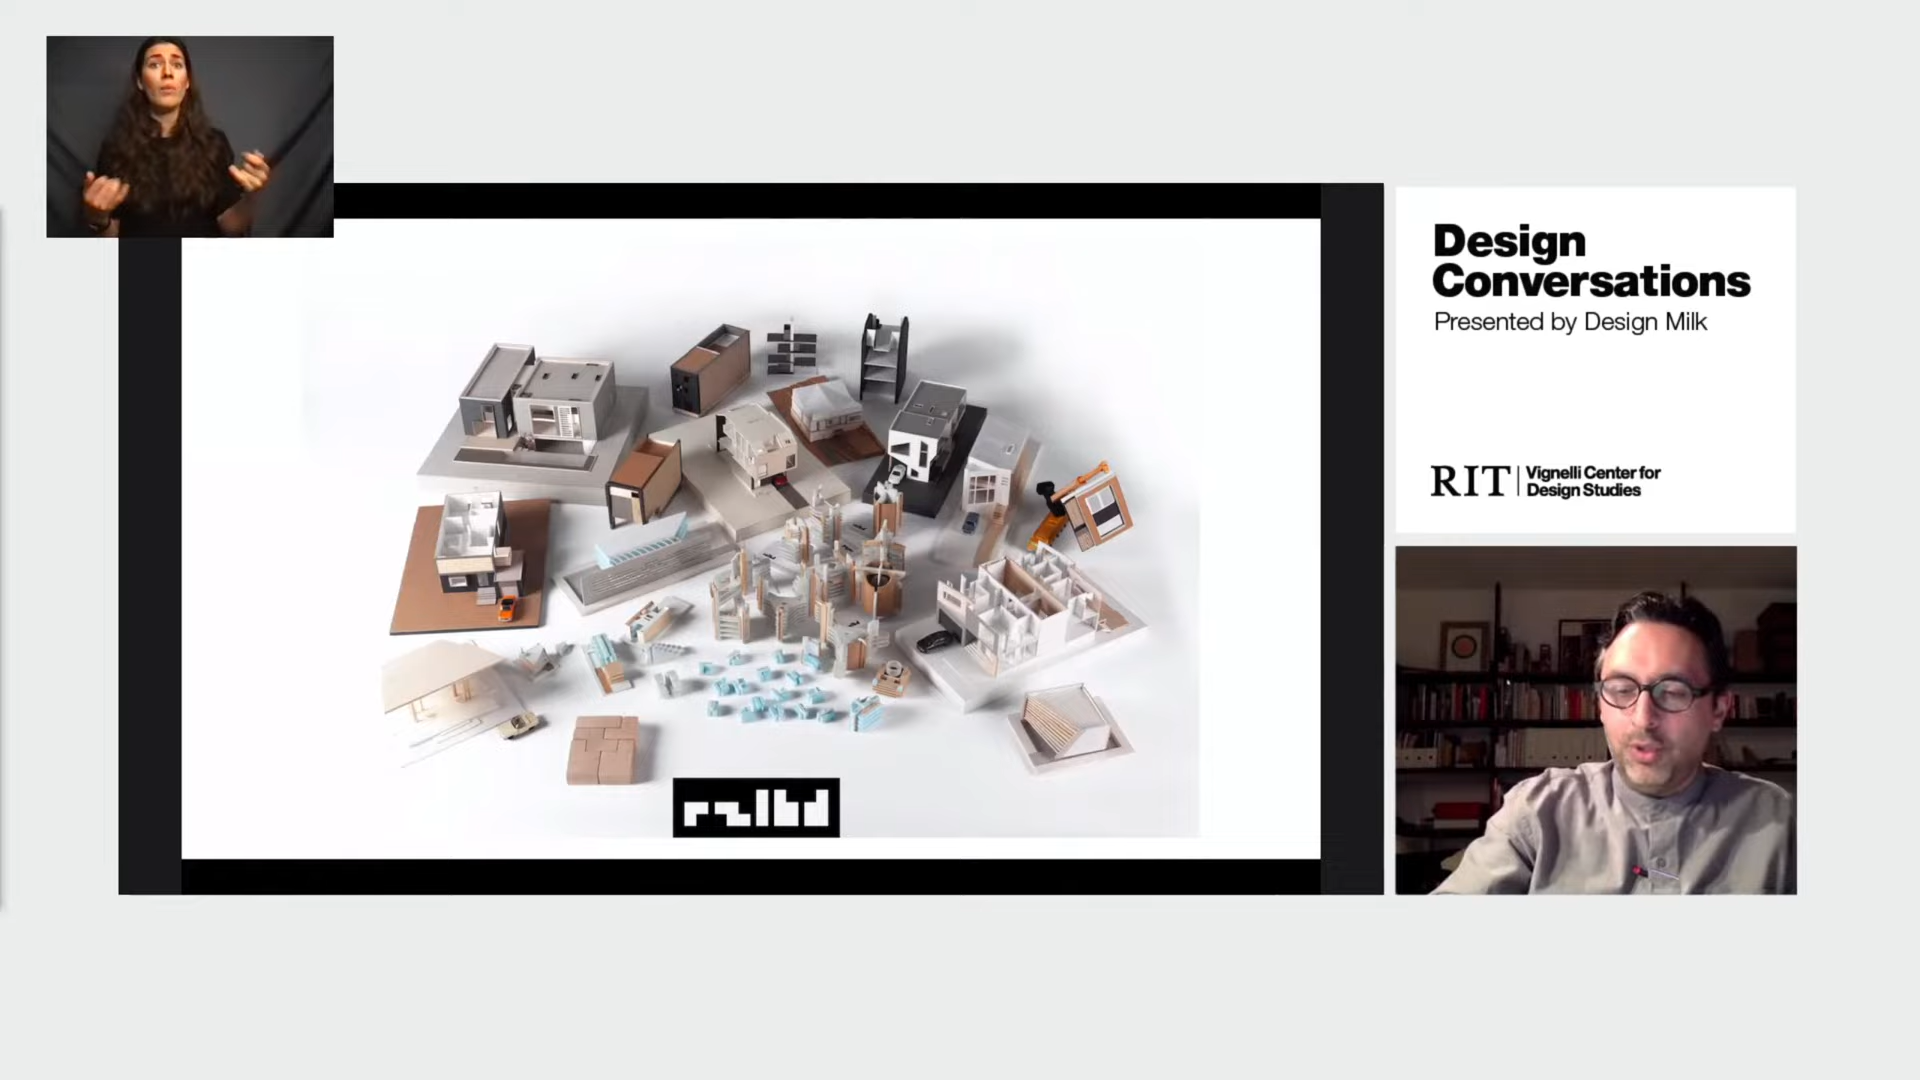 Design
Conversations
Presented by Design Milk
RIT
Vignelli Center for
Design Studies
rzlbd